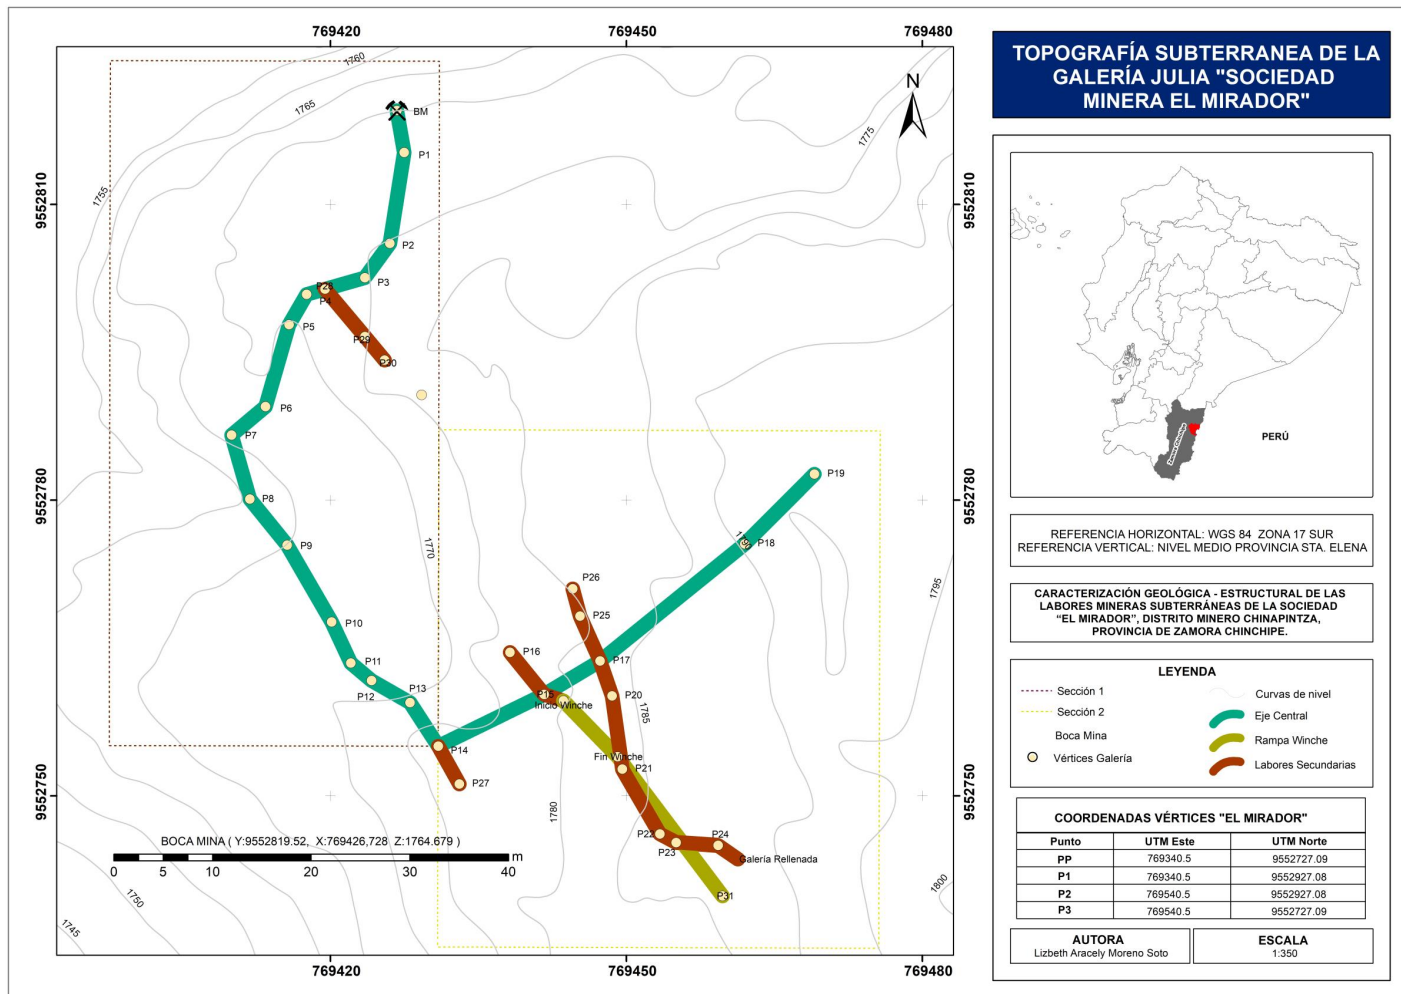 769420
769450
769480
TOPOGRAFÍA SUBTERRANEA DE LA
GALERÍA JULIA "SOCIEDAD
MINERA EL MIRADOR"
1760
1765
1775
1755
BM
P1
N
9552810
9552810
P2
P3
P28
P4
P5
P29
P30
P6
P7
P19
9552780
9552780
P8
P9
1770
1790
P18
1795
P26
P25
P10
P16
P11
P17
P12
P13
P15
P20
Inicio Winche
1785
P14
Fin Winche
P21
P27
9552750
9552750
1780
P22
P24
P23
Galería Rellenada
BOCA MINA ( Y:9552819.52, X:769426,728 Z:1764.679 )
m
0 5 10 20 30 40
P31
1750
1745
1800
769420
769450
769480
Zamora Chinchipe
PERÚ
REFERENCIA HORIZONTAL: WGS 84 ZONA 17 SUR
REFERENCIA VERTICAL: NIVEL MEDIO PROVINCIA STA. ELENA
CARACTERIZACIÓN GEOLÓGICA - ESTRUCTURAL DE LAS
LABORES MINERAS SUBTERRÁNEAS DE LA SOCIEDAD
“EL MIRADOR”, DISTRITO MINERO CHINAPINTZA,
PROVINCIA DE ZAMORA CHINCHIPE.
LEYENDA
Sección 1
Sección 2
Boca Mina
Vértices Galería
Curvas de nivel
Eje Central
Rampa Winche
Labores Secundarias
COORDENADAS VÉRTICES "EL MIRADOR"
Punto UTM Este UTM Norte
PP 769340.5 9552727.09
P1 769340.5 9552927.08
P2 769540.5 9552927.08
P3 769540.5 9552727.09
AUTORA
Lizbeth Aracely Moreno Soto
ESCALA
1:350